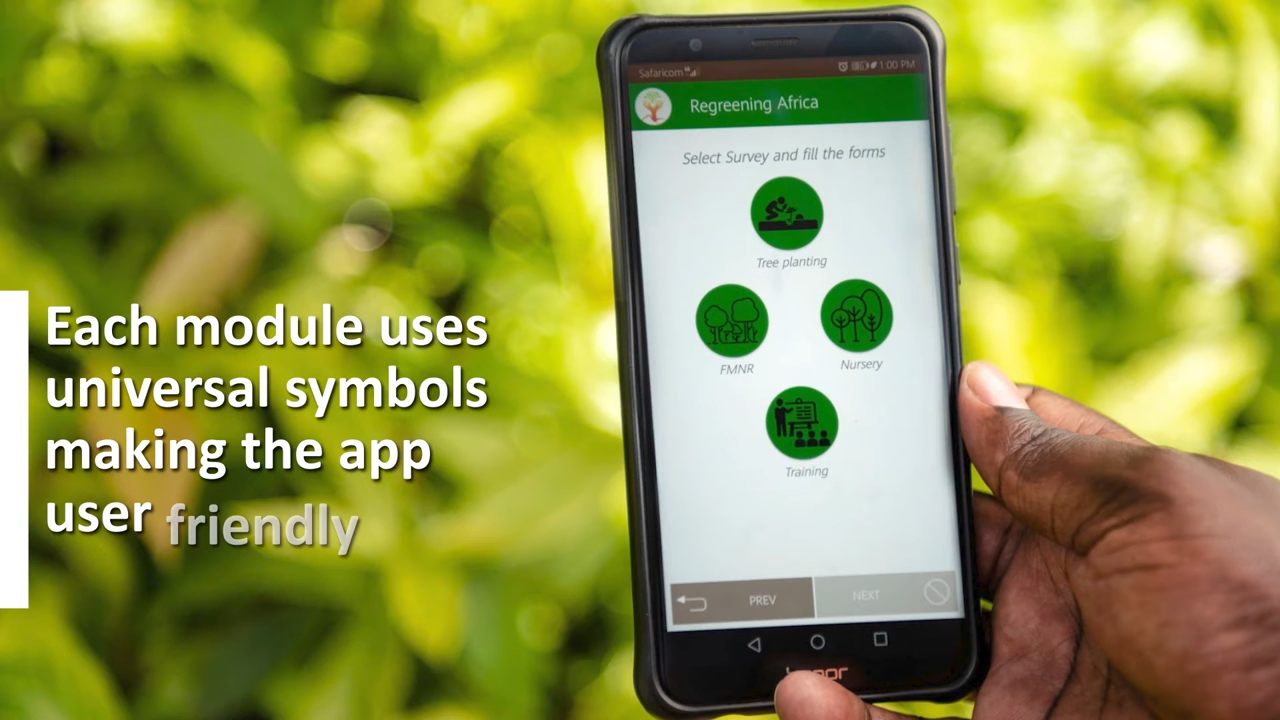 Each module uses
universal symbols
making the app
user friendly
Safaricom
1:00 PM
Regreening Africa
Select Survey and fill the forms
Tree planting
FMNR
Nursery
Training
PREV
NEXT